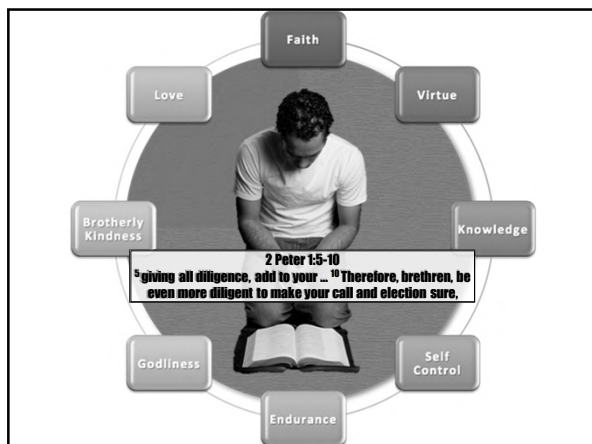 Faith
Love
Virtue
Brotherly
Kindness
Knowledge
2 Peter 1:5-10
⁵ giving all diligence, add to your ... ¹⁰ Therefore, brethren, be
even more diligent to make your call and election sure,
Godliness
Self
Control
Endurance